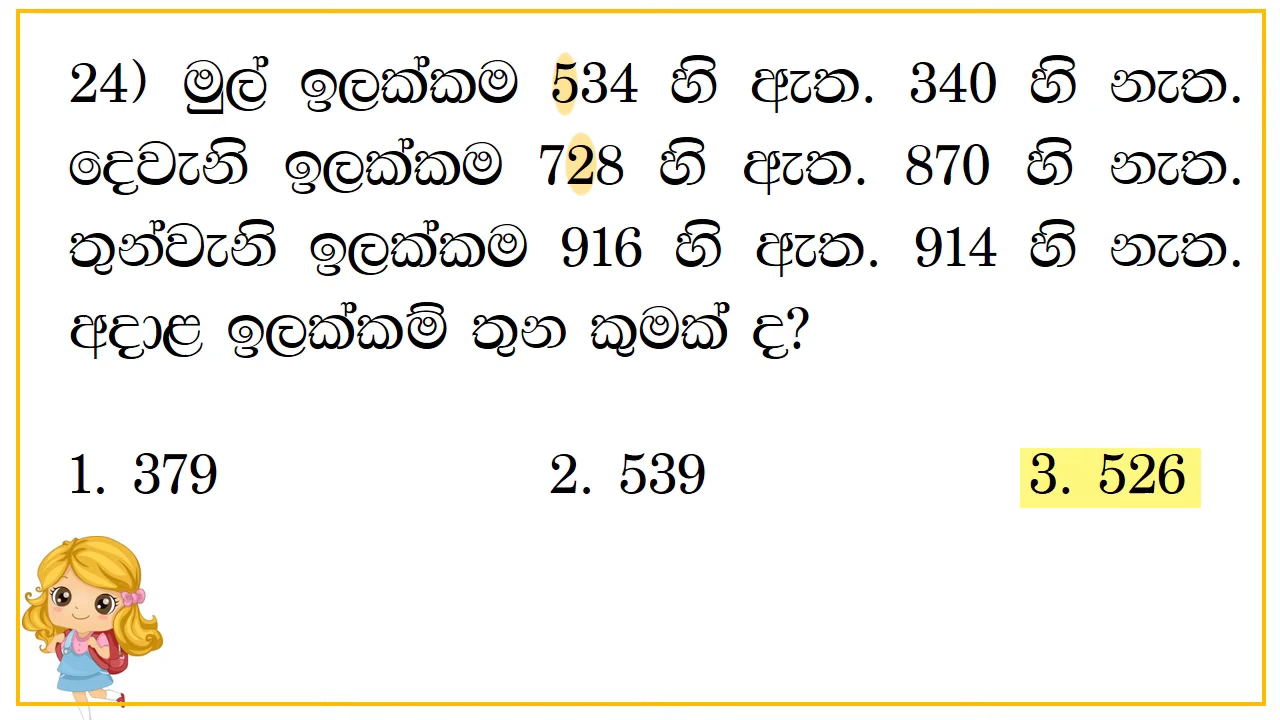 24) මුල් ඉලක්කම 534 හි ඇත. 340 හි නැත.
දෙවැනි ඉලක්කම 728 හි ඇත. 870 හි නැත.
තුන්වැනි ඉලක්කම 916 හි ඇත. 914 හි නැත.
අදාළ ඉලක්කම් තුන කුමක් ද?
1. 379 2. 539 3. 526